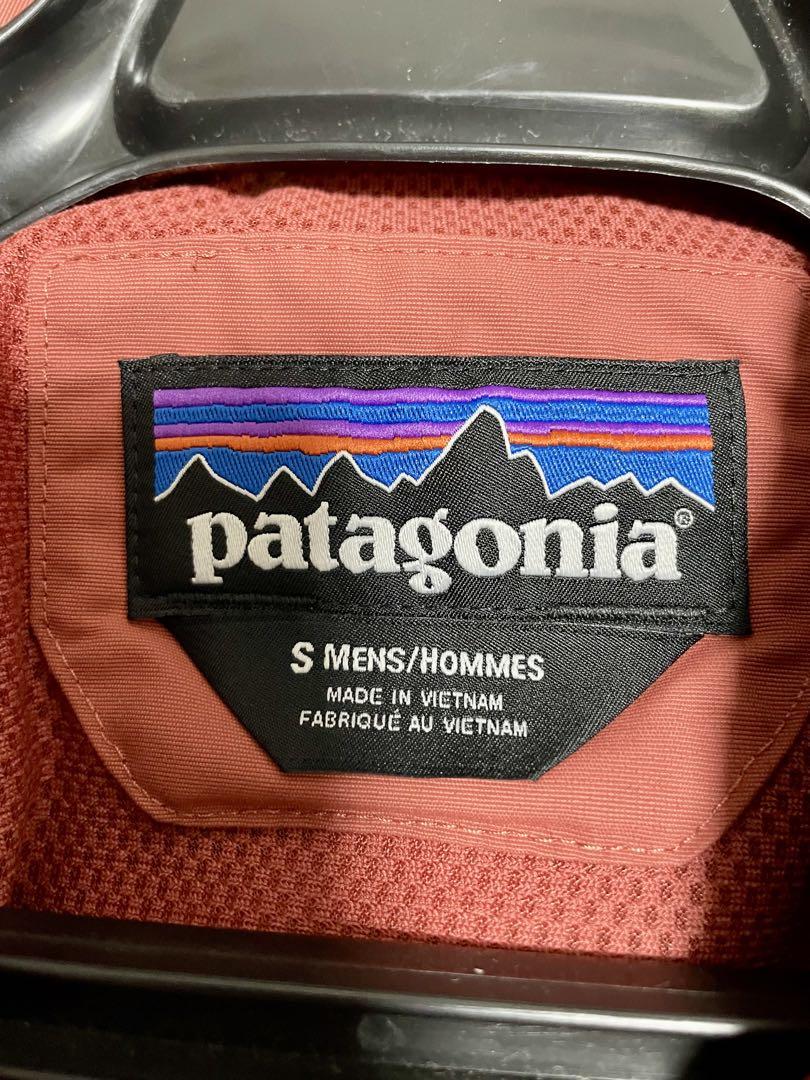 patagonia®
S MENS/HOMMES
MADE IN VIETNAM
FABRIQUÉ AU VIETNAM